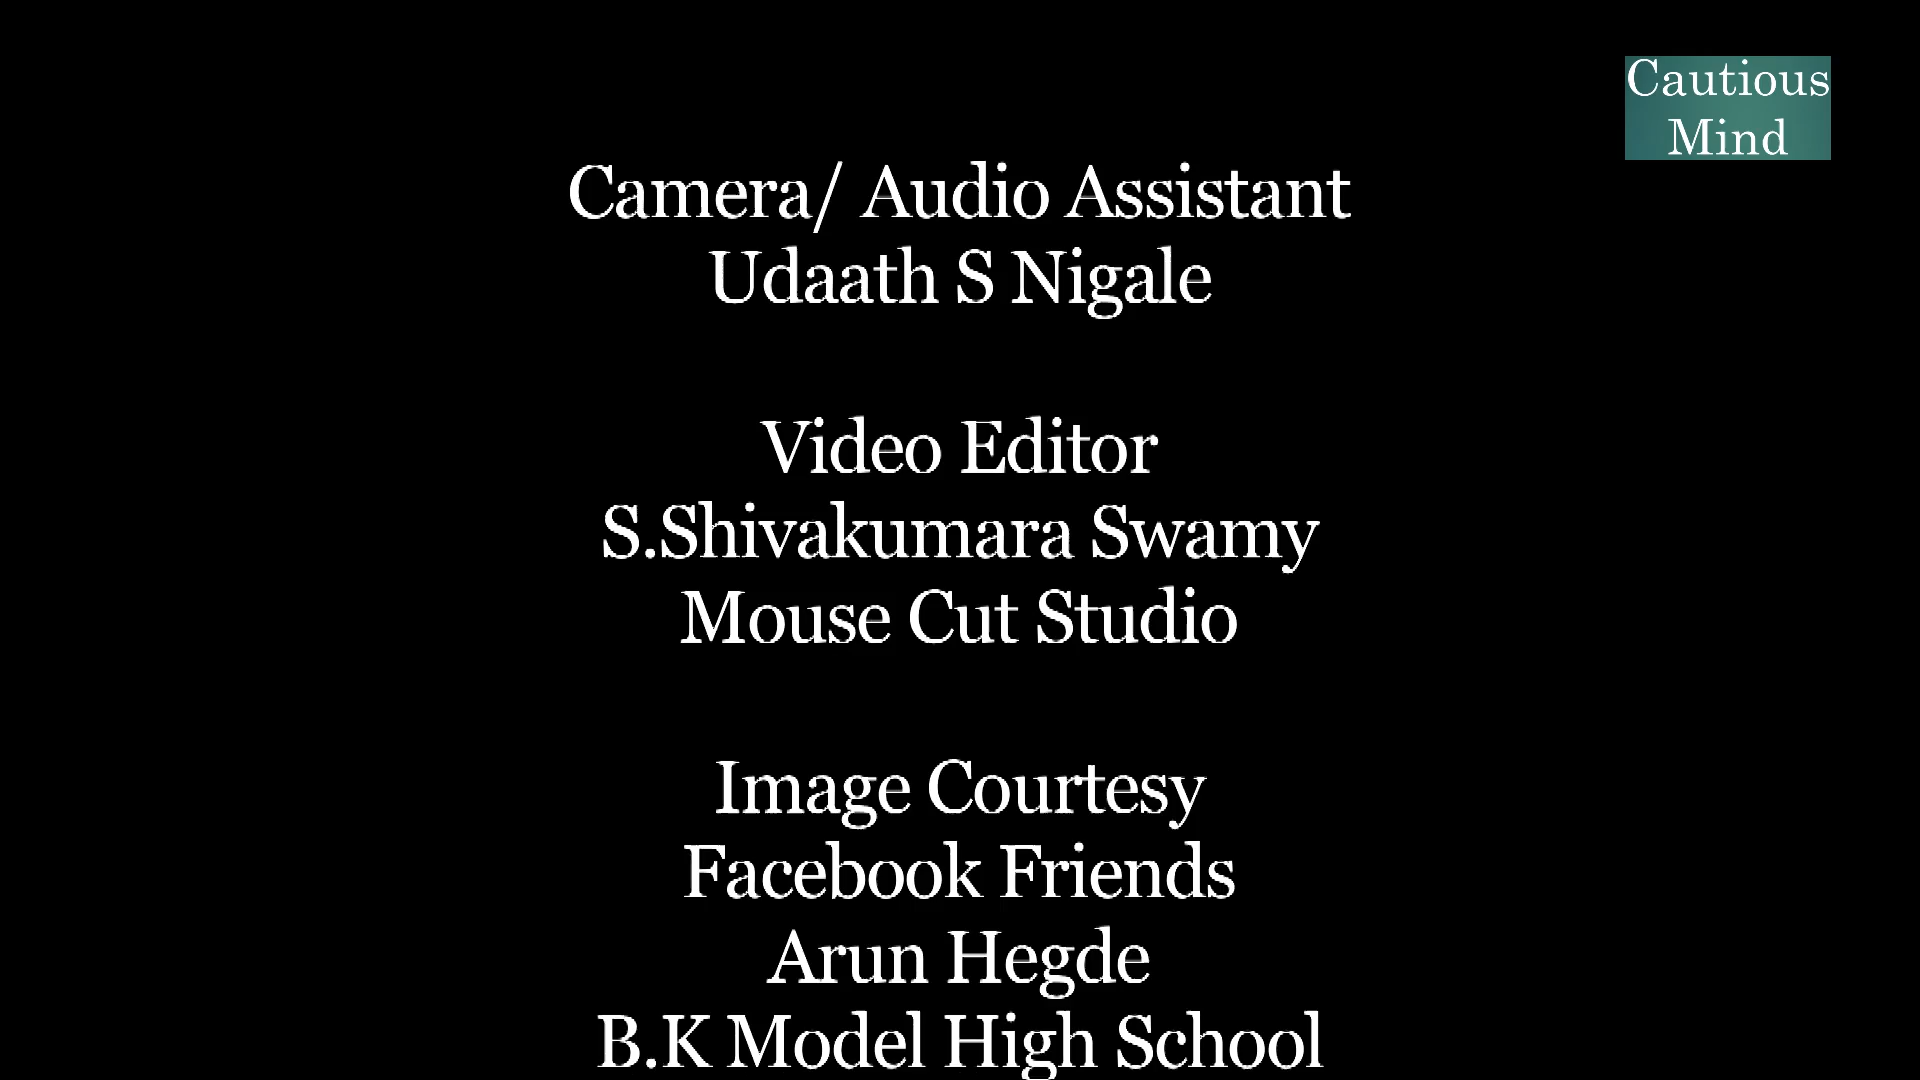 Cautious
Mind
Camera/ Audio Assistant
Udaath S Nigale
Video Editor
S.Shivakumara Swamy
Mouse Cut Studio
Image Courtesy
Facebook Friends
Arun Hegde
B.K Model High School